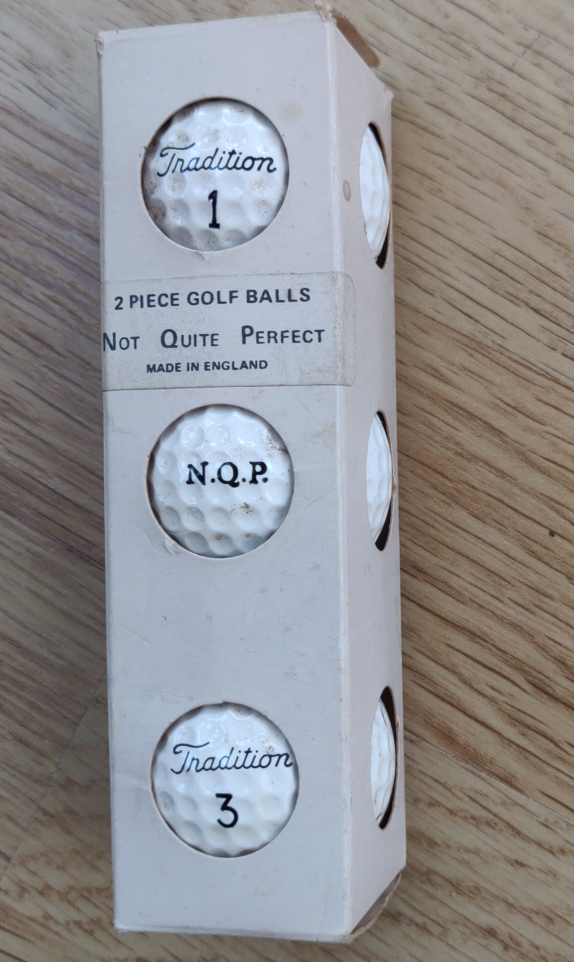 Tradition
1
2 PIECE GOLF BALLS
NOT QUITE PERFECT
MADE IN ENGLAND
N.Q.P.
Tradition
3